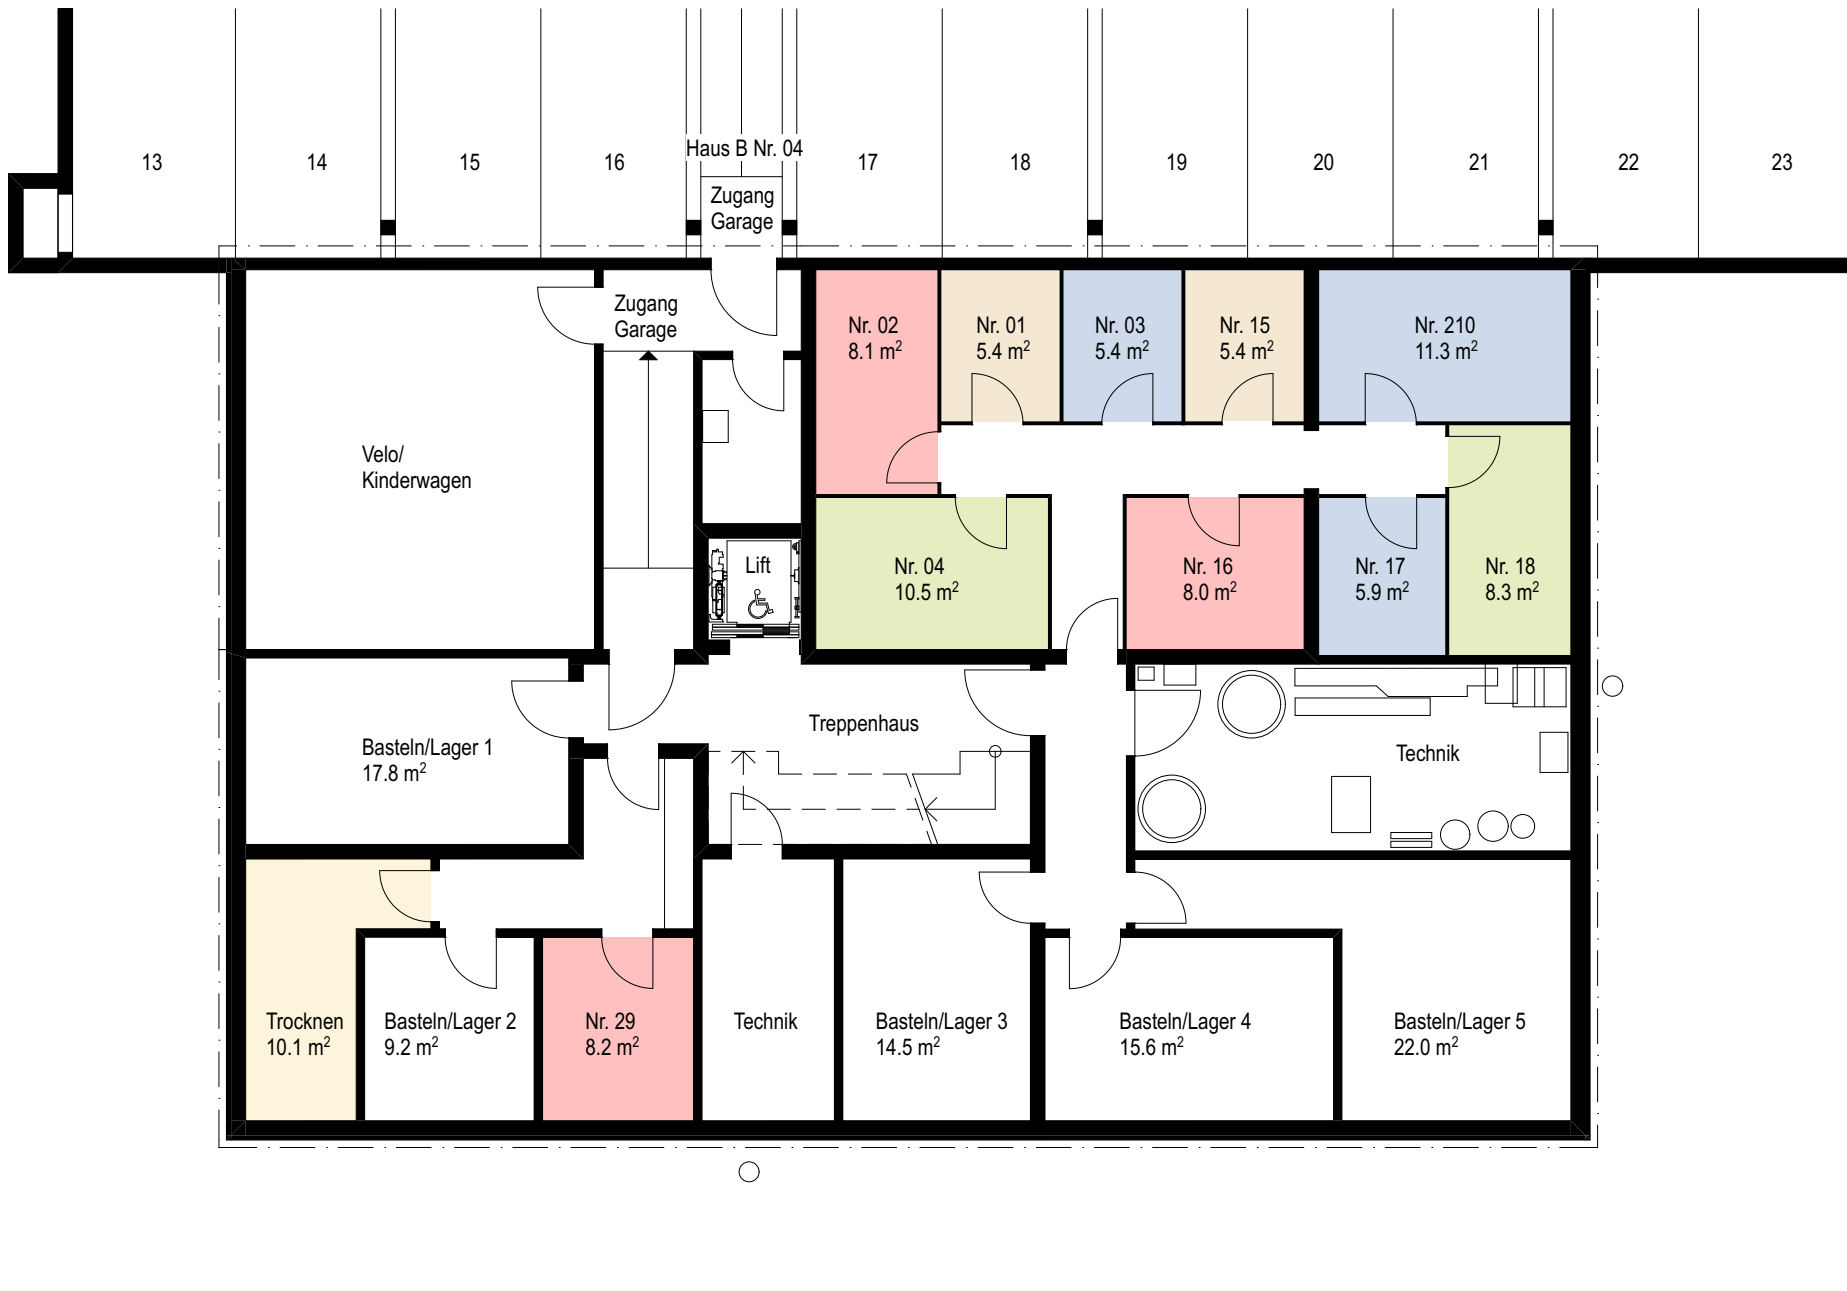 13
14
15
16
Haus B Nr. 04
17
18
19
20
21
22
23
Zugang
Garage
Zugang
Garage
Nr. 02
8.1 m²
Nr. 01
5.4 m²
Nr. 03
5.4 m²
Nr. 15
5.4 m²
Nr. 210
11.3 m²
Velo/
Kinderwagen
Lift
Nr. 04
10.5 m²
Nr. 16
8.0 m²
Nr. 17
5.9 m²
Nr. 18
8.3 m²
Basteln/Lager 1
17.8 m²
Treppenhaus
Technik
Trocknen
10.1 m²
Basteln/Lager 2
9.2 m²
Nr. 29
8.2 m²
Technik
Basteln/Lager 3
14.5 m²
Basteln/Lager 4
15.6 m²
Basteln/Lager 5
22.0 m²